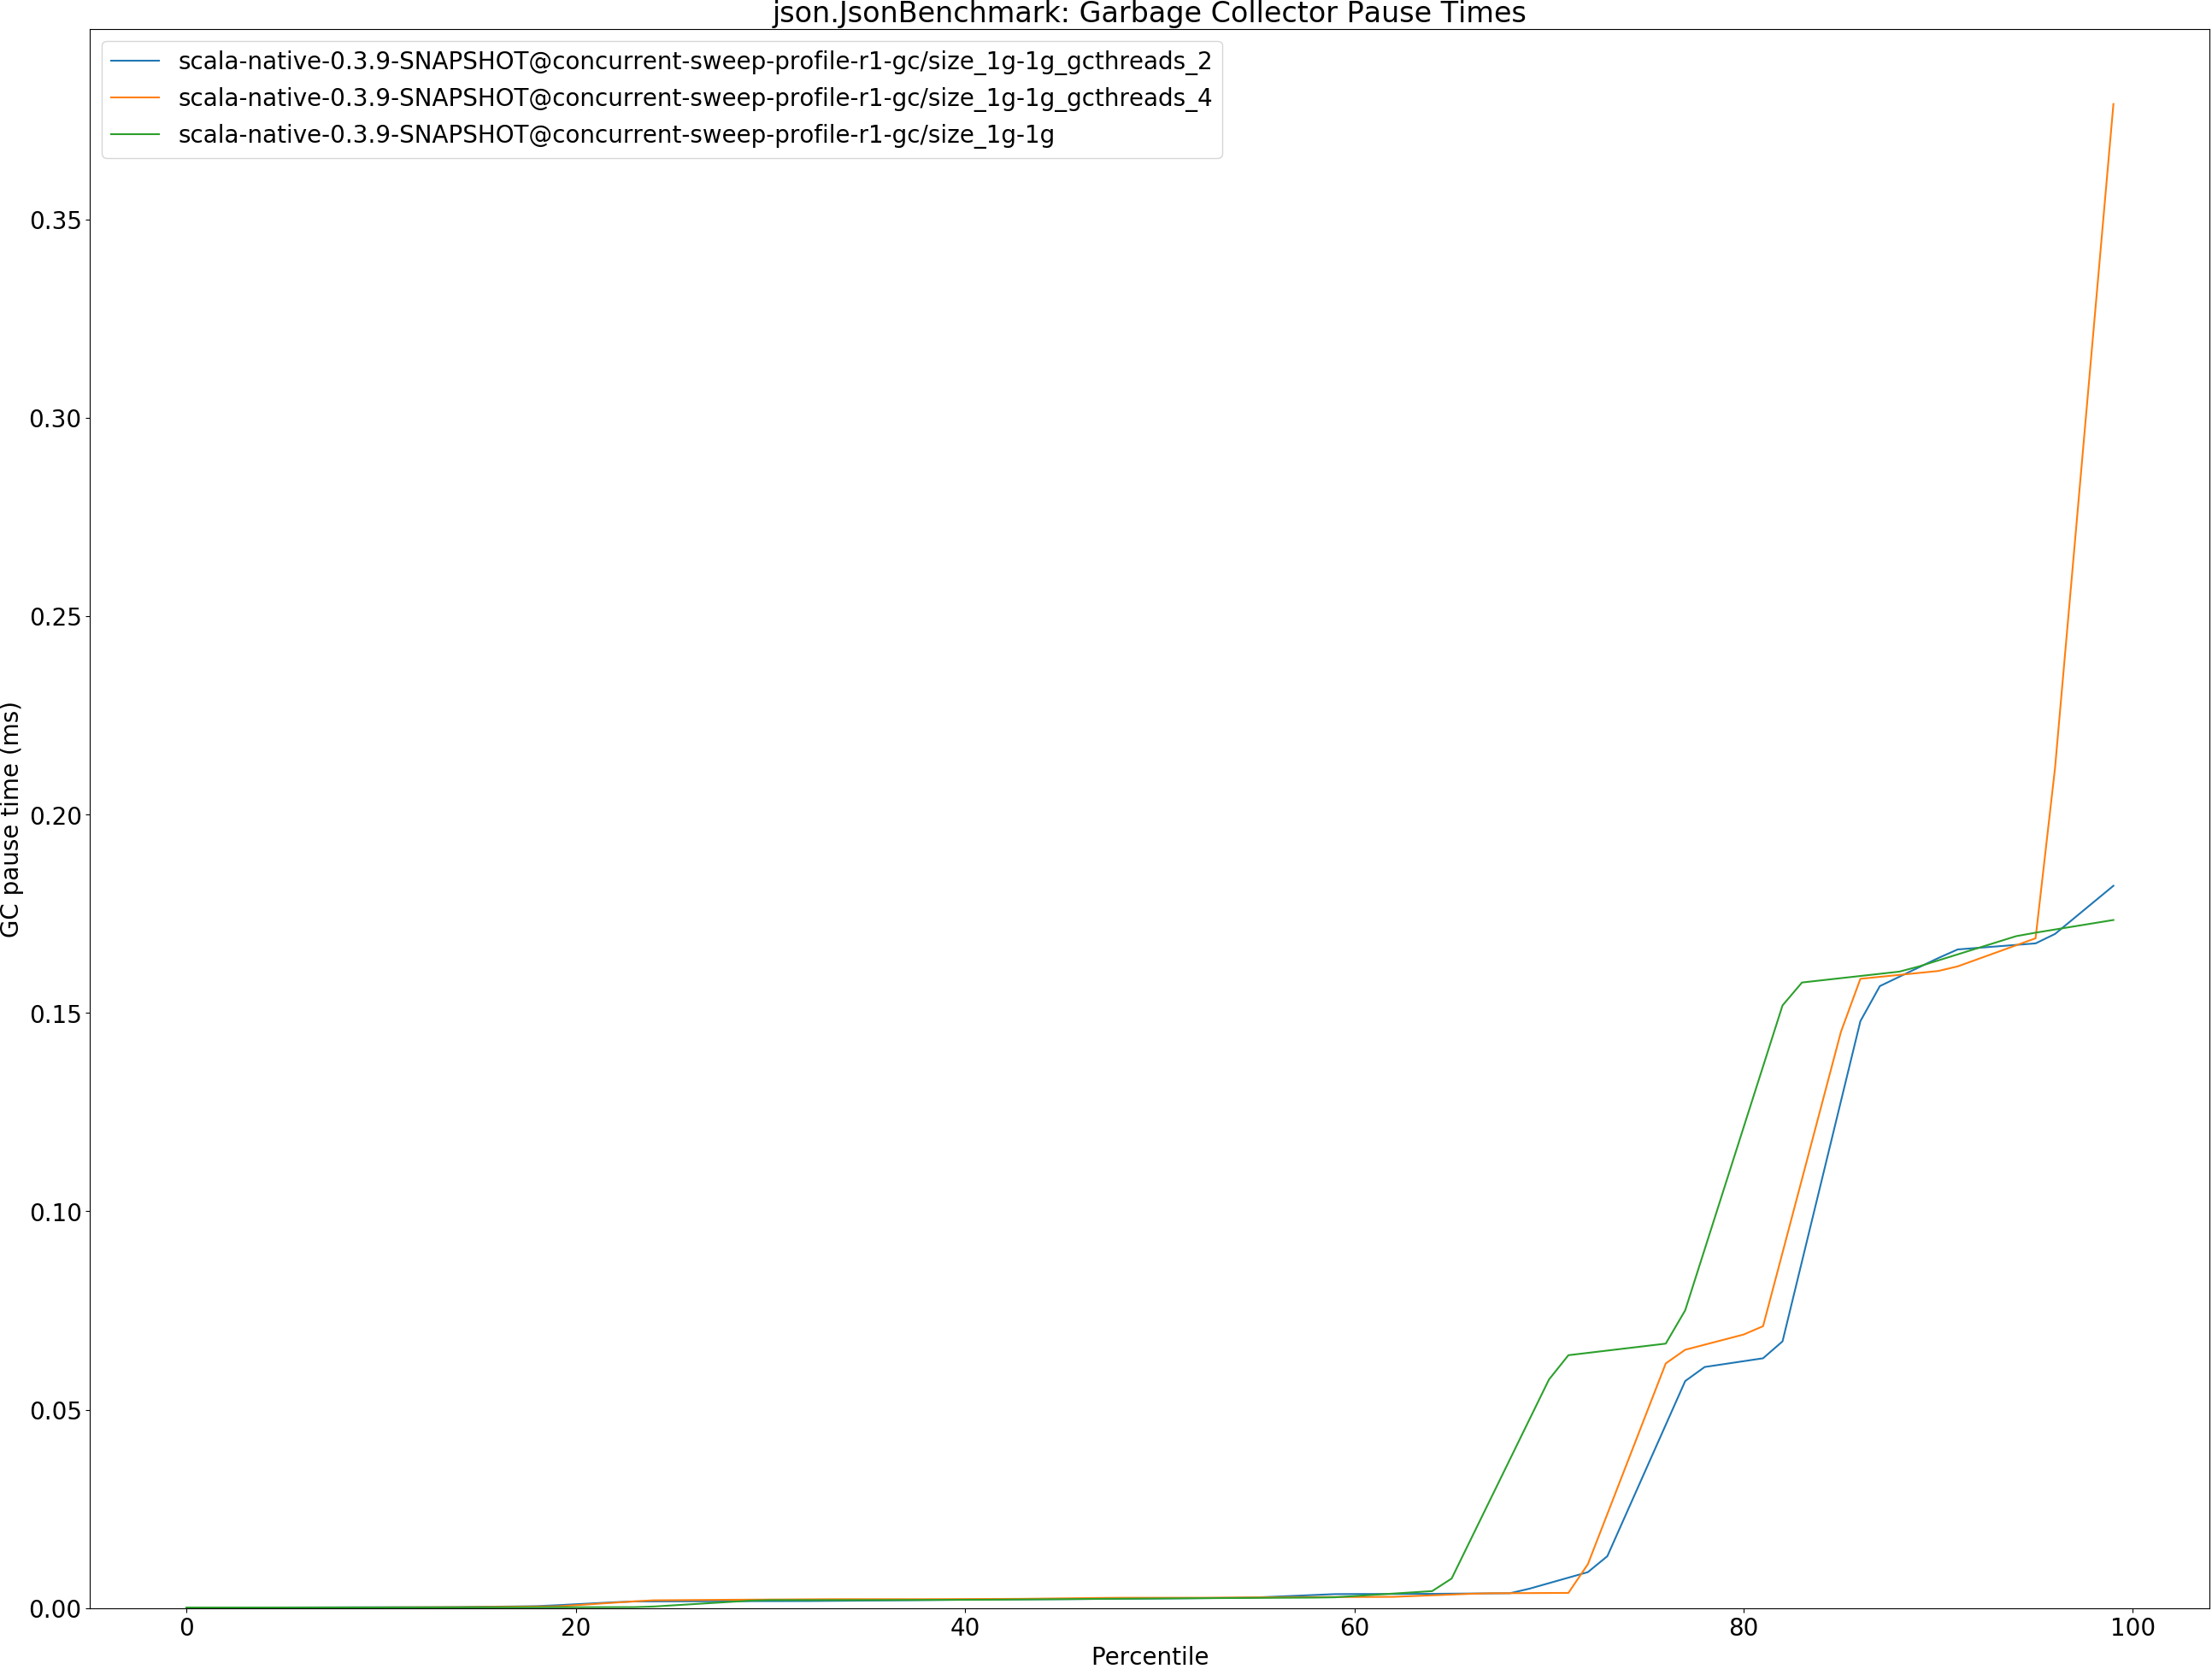 json.JsonBenchmark: Garbage Collector Pause Times
scala-native-0.3.9-SNAPSHOT@concurrent-sweep-profile-r1-gc/size_1g-1g_gcthreads_2
scala-native-0.3.9-SNAPSHOT@concurrent-sweep-profile-r1-gc/size_1g-1g_gcthreads_4
scala-native-0.3.9-SNAPSHOT@concurrent-sweep-profile-r1-gc/size_1g-1g
GC pause time (ms)
0.35
0.30
0.25
0.20
0.15
0.10
0.05
0.00
0 20 40 60 80 100
Percentile